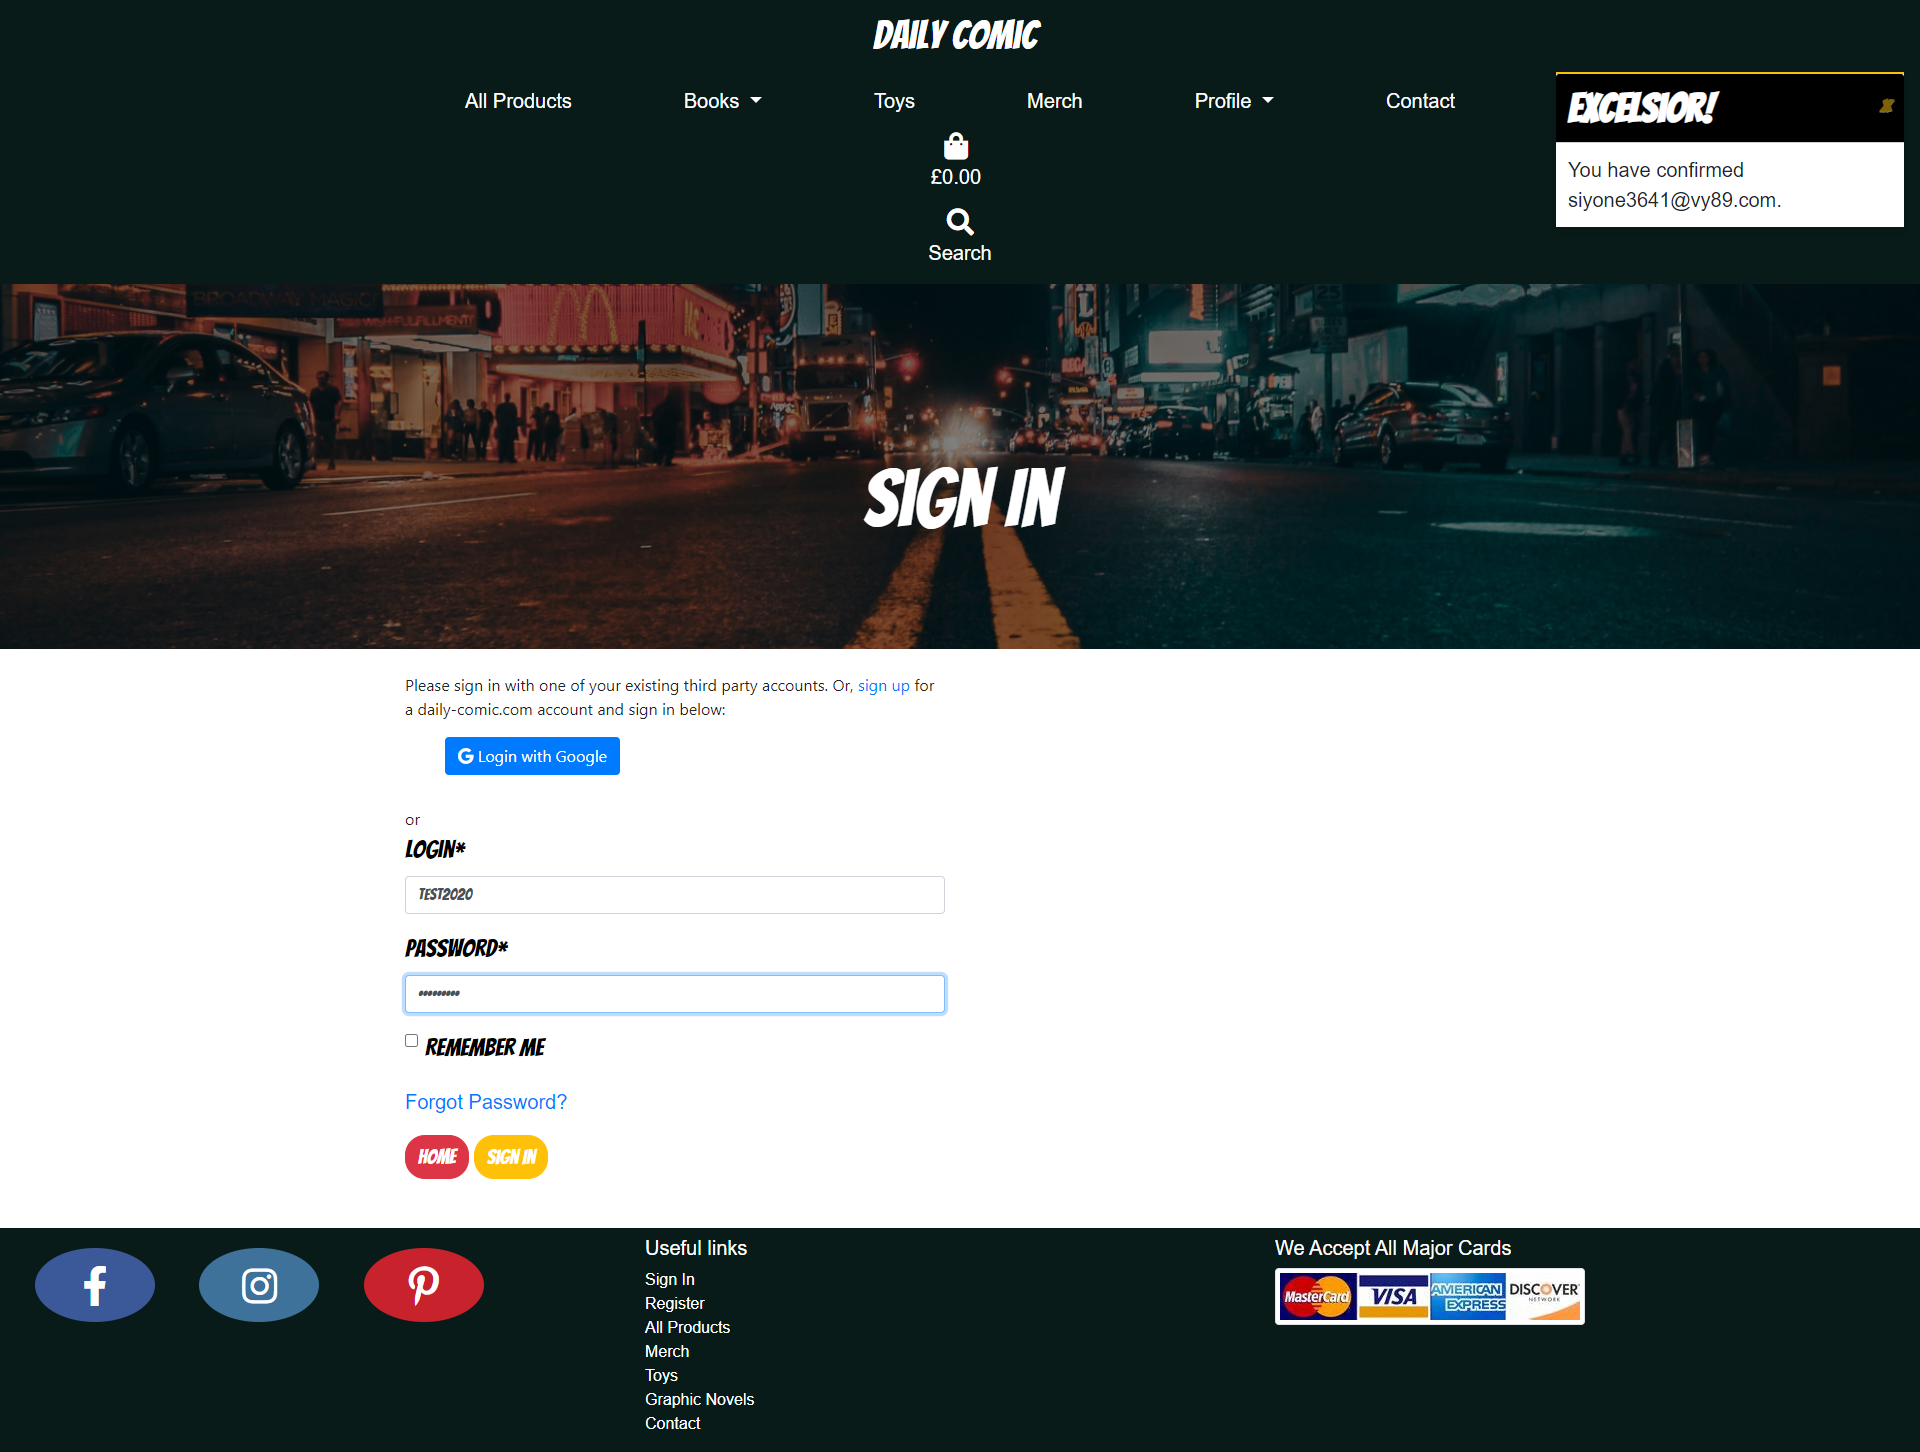 DAILY COMIC
All Products
Books
Toys
Merch
Profile
Contact
£0.00
Search
EXCELSIOR!
x
You have confirmed
siyone3641@vy89.com.
BROADWAY MAGIC
WISH FULFILLMENT
SIGN IN
Please sign in with one of your existing third party accounts. Or, sign up for
a daily-comic.com account and sign in below:
G Login with Google
or
LOGIN*
TEST2020
PASSWORD*
•••••••••
REMEMBER ME
Forgot Password?
HOME
SIGN IN
Useful links
Sign In
Register
All Products
Merch
Toys
Graphic Novels
Contact
We Accept All Major Cards
MasterCard
VISA
AMERICAN EXPRESS
DISCOVER
NETWORK